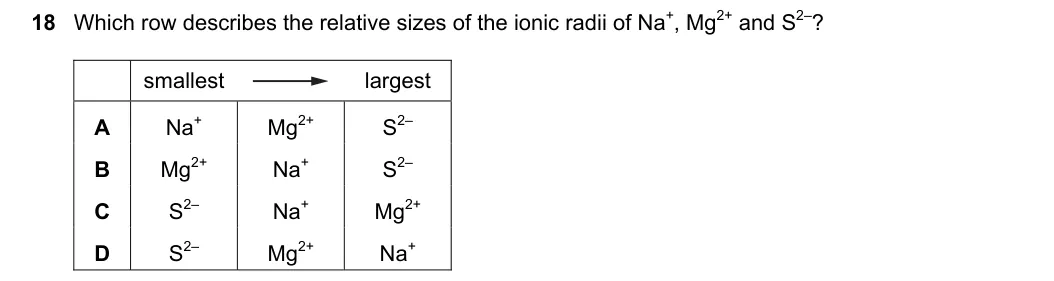 18 Which row describes the relative sizes of the ionic radii of Na⁺, Mg²⁺ and S²⁻?
smallest → largest
A Na⁺ Mg²⁺ S²⁻
B Mg²⁺ Na⁺ S²⁻
C S²⁻ Na⁺ Mg²⁺
D S²⁻ Mg²⁺ Na⁺